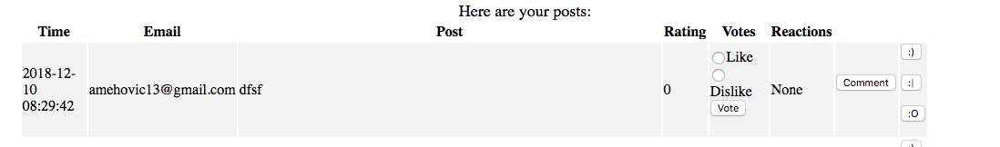 Here are your posts:
Time Email Post Rating Votes Reactions
2018-12-
10
08:29:42
amehovic13@gmail.com dfsf
0
Like
Dislike
Vote
None
Comment
:)
:|
:O